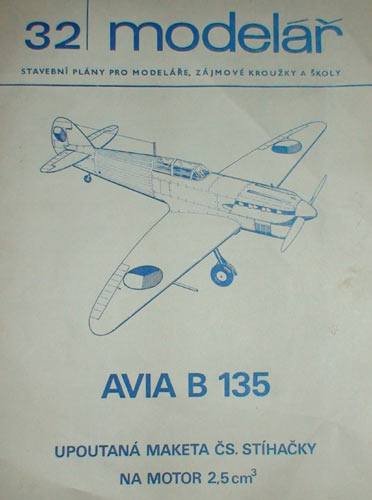 32 modelář
STAVEBNÍ PLÁNY PRO MODELÁŘE, ZÁJMOVÉ KROUŽKY A ŠKOLY
AVIA B 135
UPOUTANÁ MAKETA ČS. STÍHAČKY
NA MOTOR 2,5 cm³